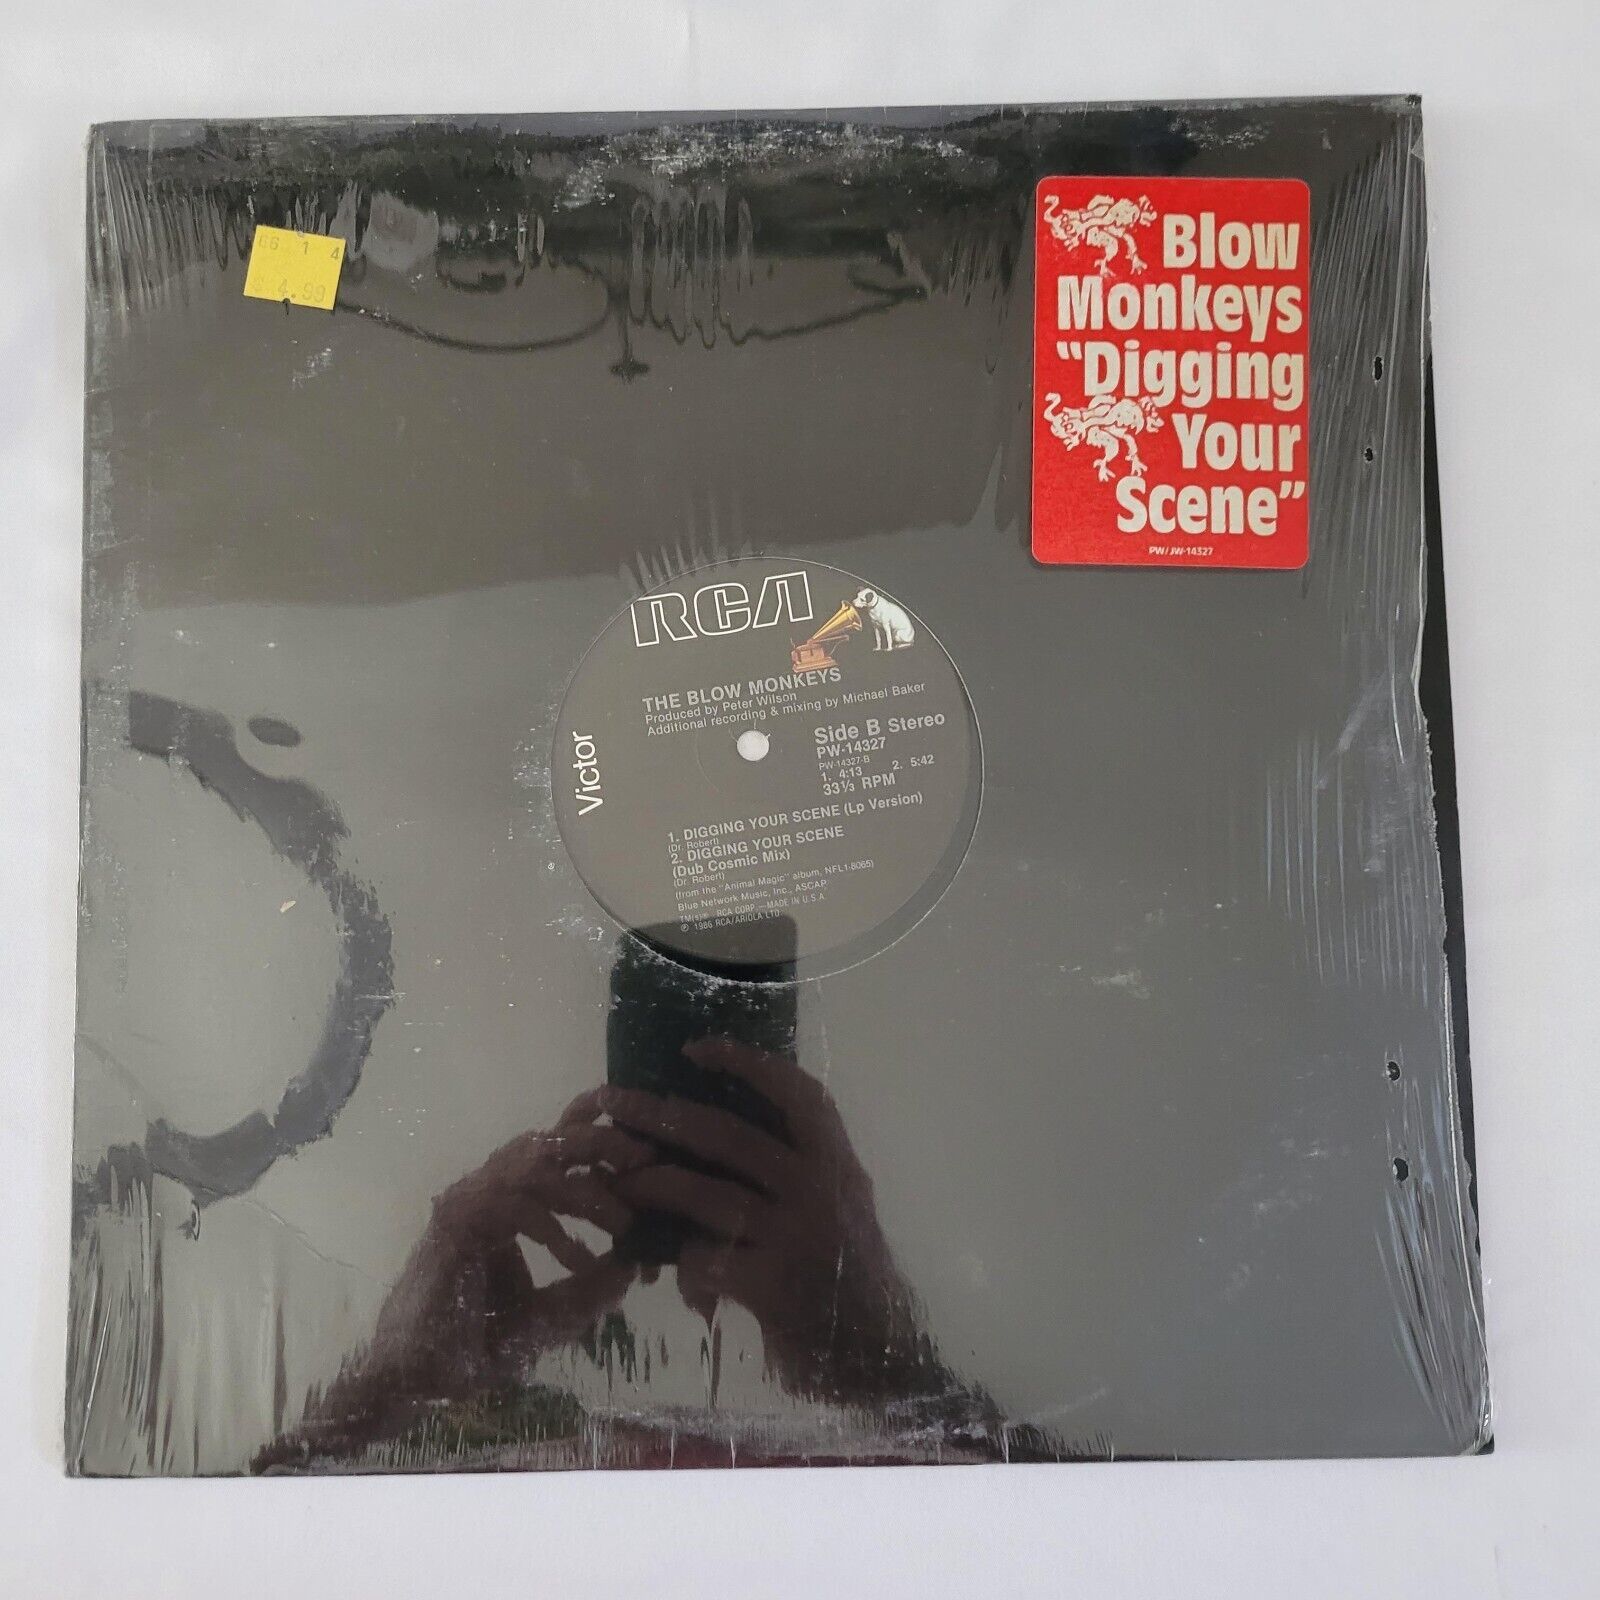 6 1 4
$ 4.99
Blow
Monkeys
"Digging
Your
Scene"
PW/JW-14327
RCA
THE BLOW MONKEYS
Produced by Peter Wilson
Additional recording & mixing by Michael Baker
Victor
Side B Stereo
PW-14327
PW-14327-B
1. 4:13 2. 5:42
33⅓ RPM
1. DIGGING YOUR SCENE (Lp Version)
(Dr. Robert)
2. DIGGING YOUR SCENE
(Dub Cosmic Mix)
(Dr. Robert)
(from the "Animal Magic" album, NFL1-8065)
Blue Network Music, Inc., ASCAP
TM(s)® RCA CORP.—MADE IN U.S.A.
℗ 1986 RCA/ARIOLA LTD.